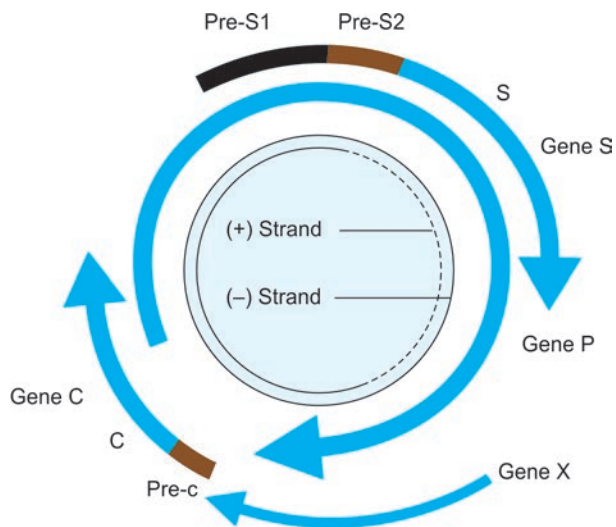 Pre-S1
Pre-S2
S
Gene S
(+) Strand
(–) Strand
Gene P
Gene C
C
Pre-c
Gene X